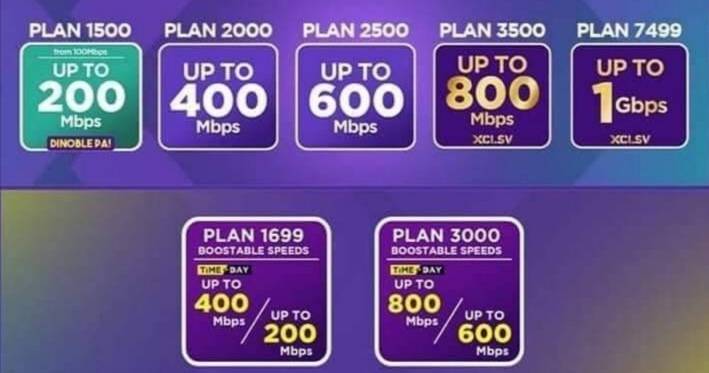 PLAN 1500
from 100Mbps
UP TO
200
Mbps
DINOBLE PA!
PLAN 2000
UP TO
400
Mbps
PLAN 2500
UP TO
600
Mbps
PLAN 3500
UP TO
800
Mbps
XCLSV
PLAN 7499
UP TO
1Gbps
XCLSV
PLAN 1699
BOOSTABLE SPEEDS
TIME DAY
UP TO
400
Mbps
UP TO
200
Mbps
PLAN 3000
BOOSTABLE SPEEDS
TIME DAY
UP TO
800
Mbps
UP TO
600
Mbps